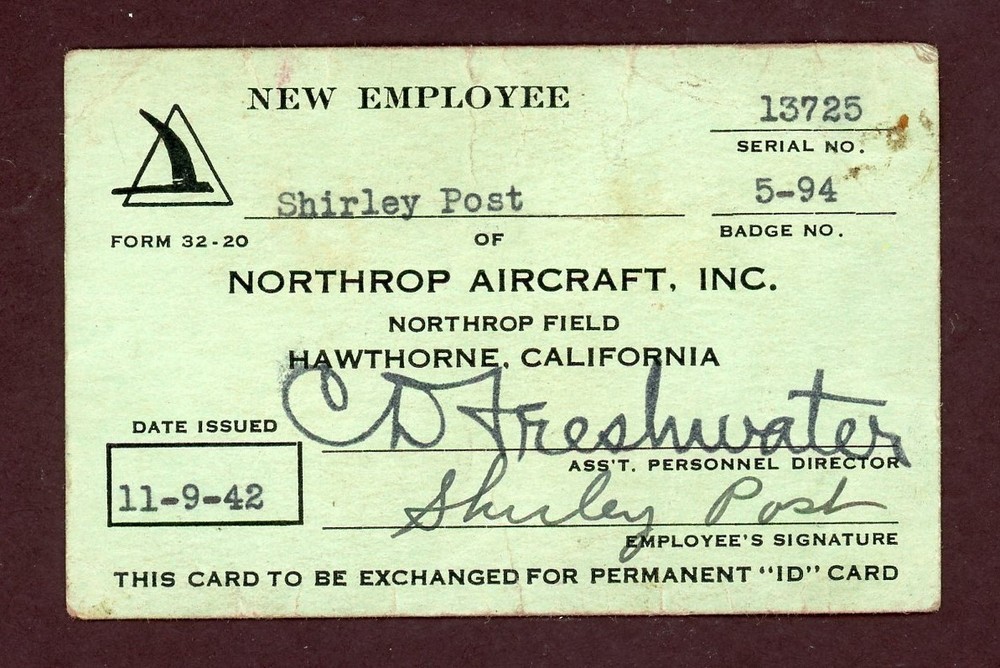 NEW EMPLOYEE
13725
SERIAL NO.
Shirley Post
5-94
BADGE NO.
FORM 32-20
OF
NORTHROP AIRCRAFT, INC.
NORTHROP FIELD
HAWTHORNE, CALIFORNIA
C D Freshwater
DATE ISSUED
ASS'T. PERSONNEL DIRECTOR
11-9-42
Shirley Post
EMPLOYEE'S SIGNATURE
THIS CARD TO BE EXCHANGED FOR PERMANENT "ID" CARD